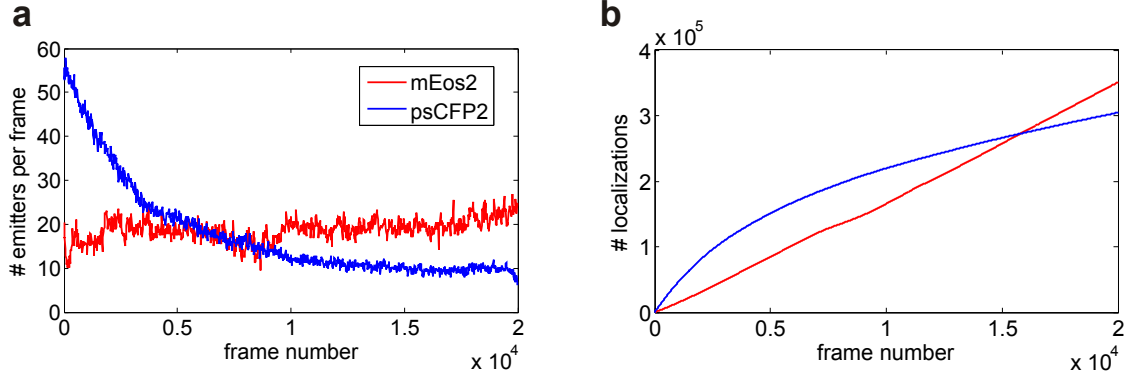 a
# emitters per frame
60
50
40
30
20
10
0
mEos2
psCFP2
0
0.5
1
1.5
2
x 10^4
frame number
b
x 10^5
# localizations
4
3
2
1
0
0
0.5
1
1.5
2
x 10^4
frame number